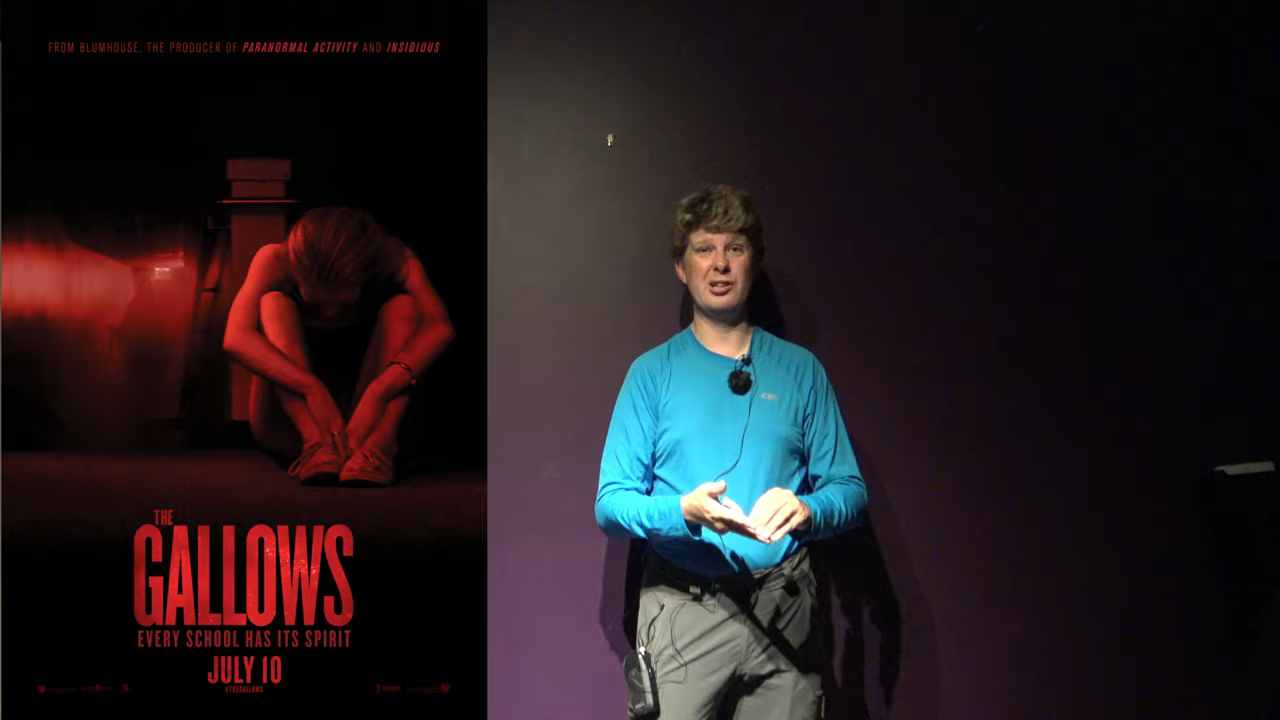 FROM BLUMHOUSE, THE PRODUCER OF PARANORMAL ACTIVITY AND INSIDIOUS
THE
GALLOWS
EVERY SCHOOL HAS ITS SPIRIT
JULY 10
#THEGALLOWS